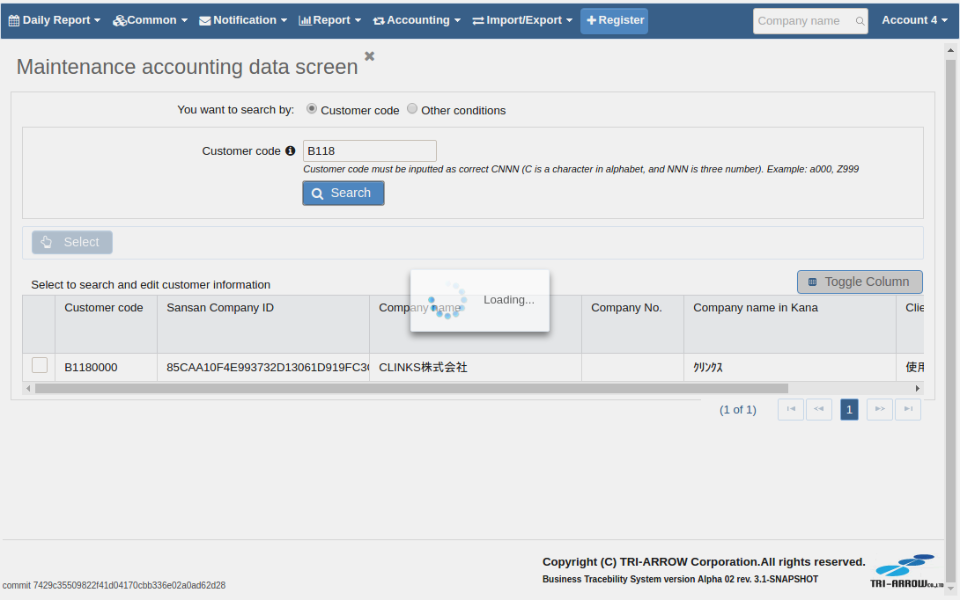 Daily Report Common Notification Report Accounting Import/Export Register Company name Account 4
Maintenance accounting data screen
You want to search by: Customer code Other conditions
Customer code B118
Customer code must be inputted as correct CNNN (C is a character in alphabet, and NNN is three number). Example: a000, Z999
Search
Select
Select to search and edit customer information
Toggle Column
Loading...
Customer code Sansan Company ID Company name Company No. Company name in Kana Clie
B1180000 85CAA10F4E993732D13061D919FC3 CLINKS株式会社 ｸﾘﾝｸｽ 使用
(1 of 1) 1
Copyright (C) TRI-ARROW Corporation.All rights reserved.
Business Tracebility System version Alpha 02 rev. 3.1-SNAPSHOT
TRI-ARROW CO.,LTD
commit 7429c35509822f41d04170cbb336e02a0ad62d28